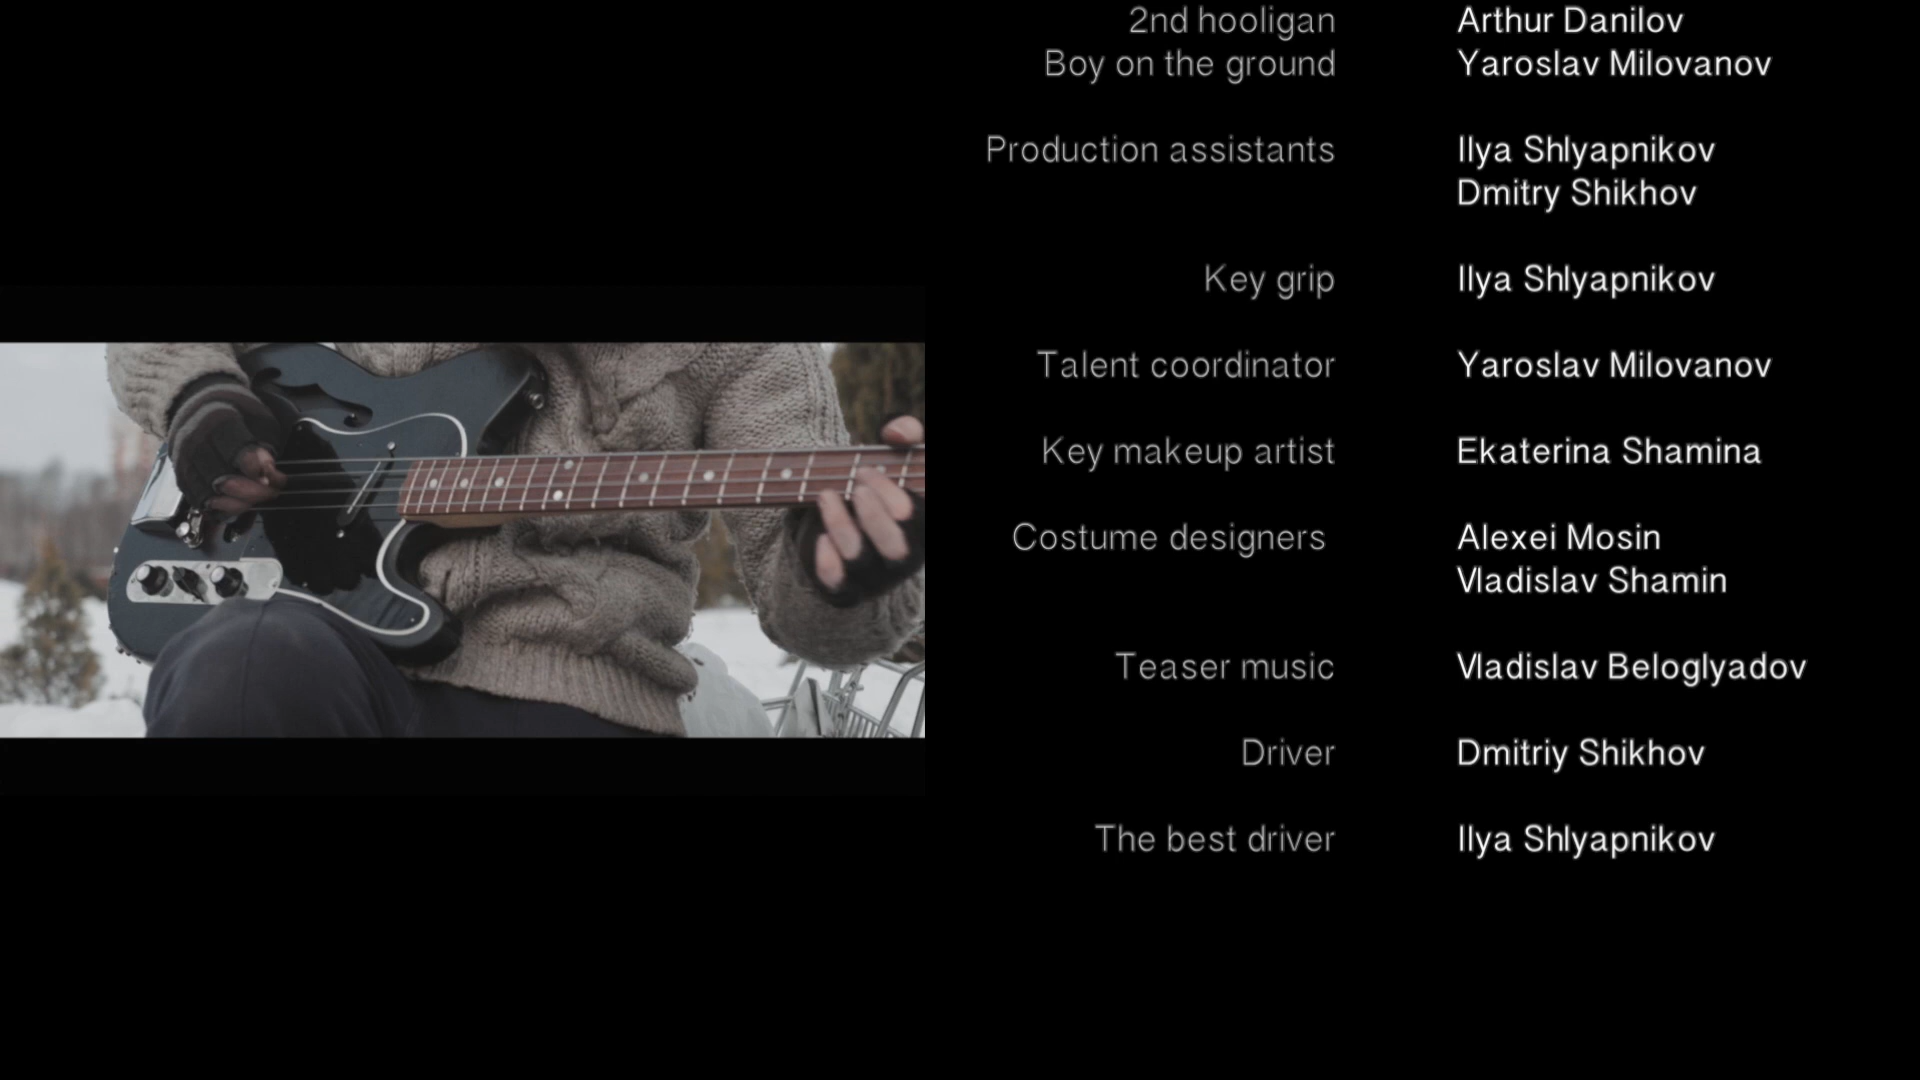 2nd hooligan Arthur Danilov
Boy on the ground Yaroslav Milovanov
Production assistants Ilya Shlyapnikov
Dmitry Shikhov
Key grip Ilya Shlyapnikov
Talent coordinator Yaroslav Milovanov
Key makeup artist Ekaterina Shamina
Costume designers Alexei Mosin
Vladislav Shamin
Teaser music Vladislav Beloglyadov
Driver Dmitriy Shikhov
The best driver Ilya Shlyapnikov